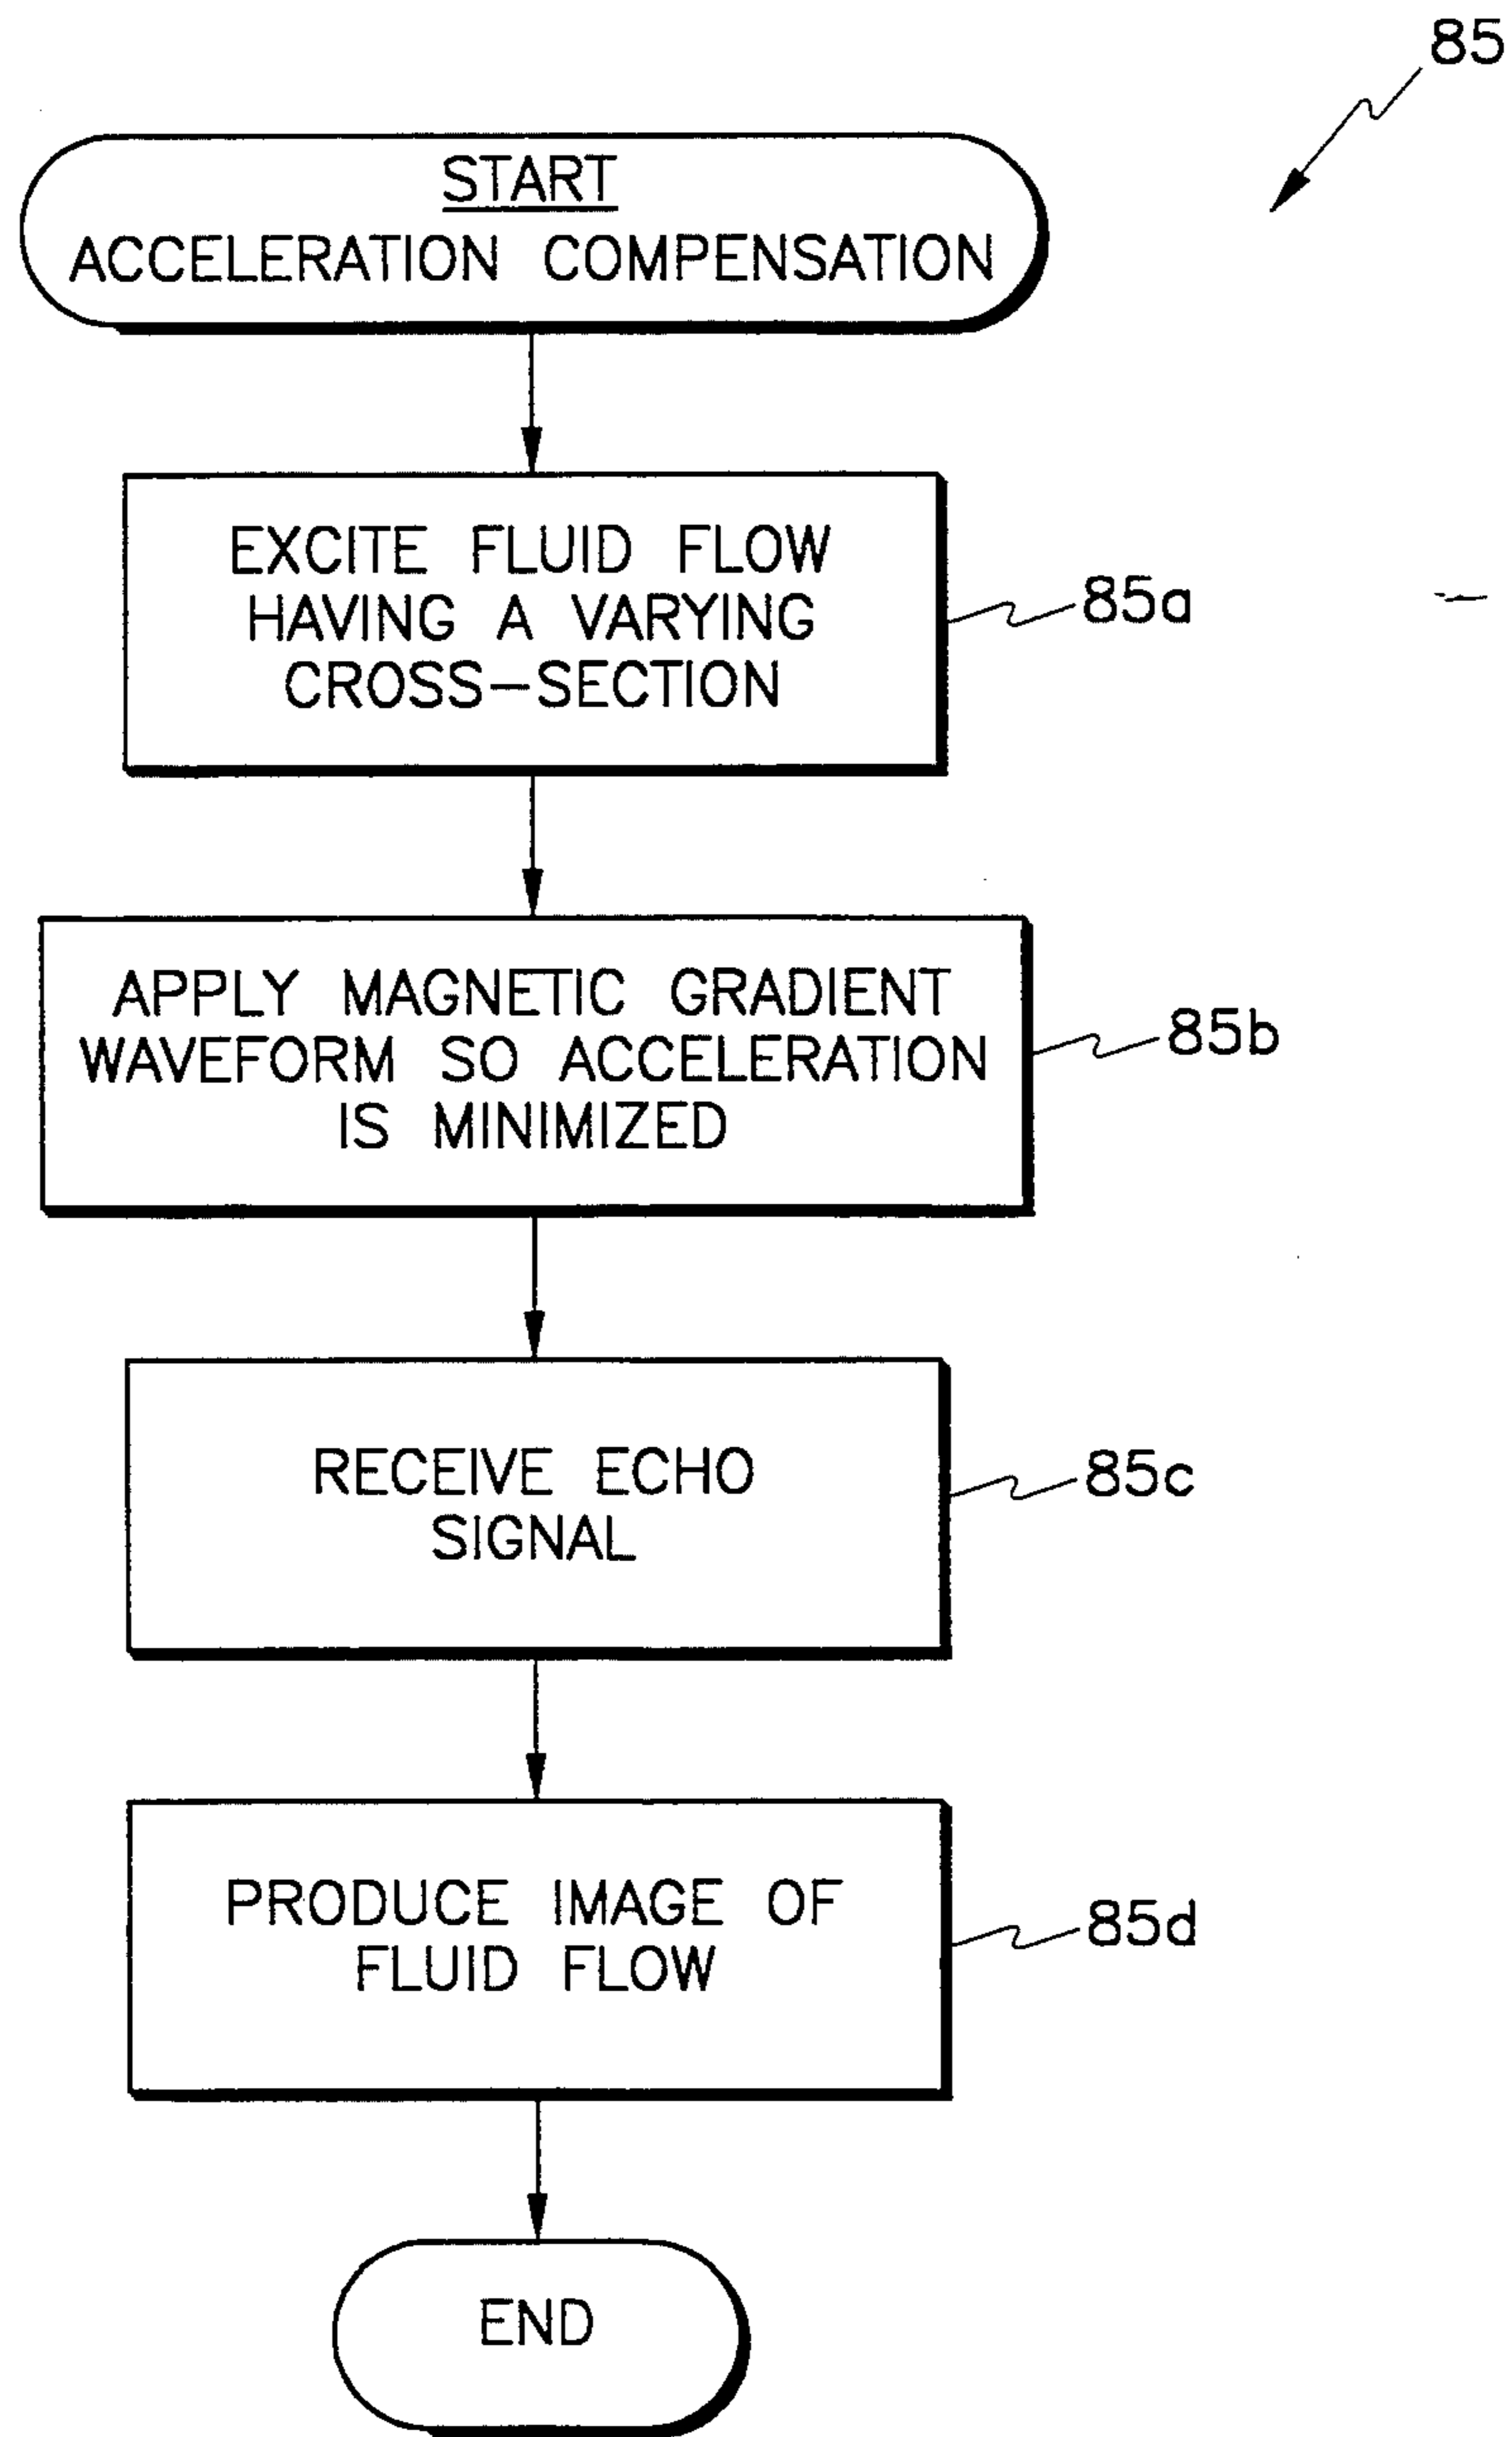 85
START
ACCELERATION COMPENSATION
EXCITE FLUID FLOW
HAVING A VARYING
CROSS-SECTION
85a
APPLY MAGNETIC GRADIENT
WAVEFORM SO ACCELERATION
IS MINIMIZED
85b
RECEIVE ECHO
SIGNAL
85c
PRODUCE IMAGE OF
FLUID FLOW
85d
END